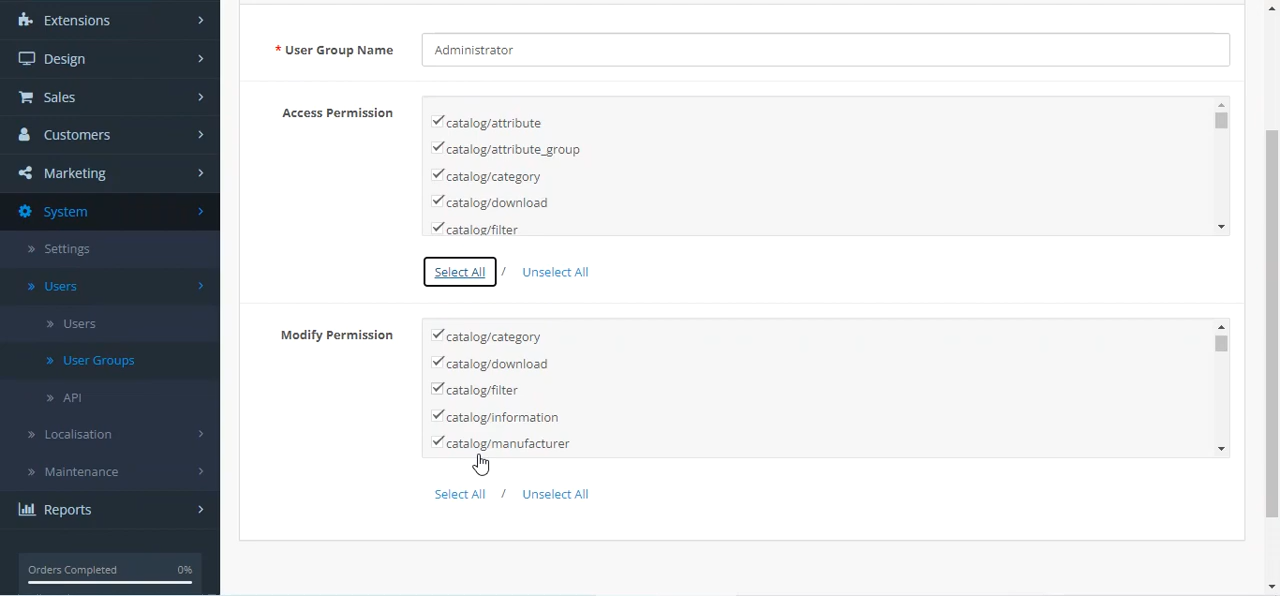 Extensions
Design
Sales
Customers
Marketing
System
» Settings
» Users
» Users
» User Groups
» API
» Localisation
» Maintenance
Reports
Orders Completed 0%
* User Group Name
Administrator
Access Permission
catalog/attribute
catalog/attribute_group
catalog/category
catalog/download
catalog/filter
Select All / Unselect All
Modify Permission
catalog/category
catalog/download
catalog/filter
catalog/information
catalog/manufacturer
Select All / Unselect All